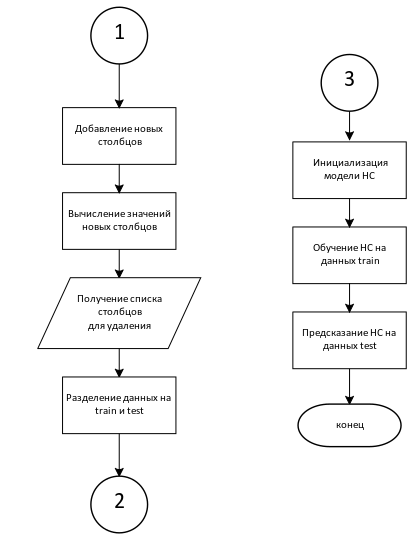 1
Добавление новых
столбцов
Вычисление значений
новых столбцов
Получение списка
столбцов
для удаления
Разделение данных на
train и test
2
3
Инициализация
модели НС
Обучение НС на
данных train
Предсказание НС на
данных test
конец